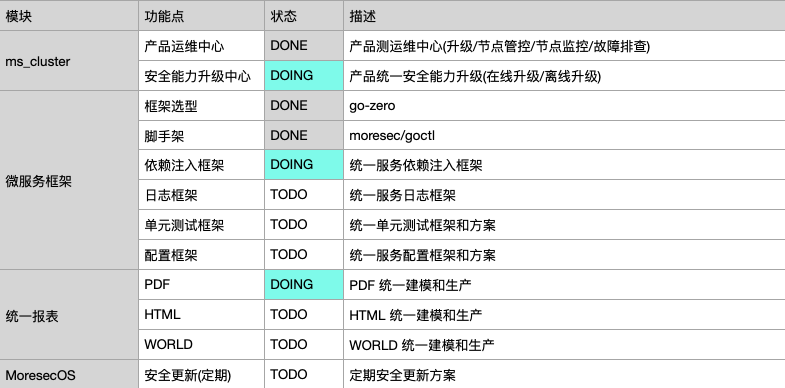 模块 功能点 状态 描述
ms_cluster 产品运维中心 DONE 产品测运维中心(升级/节点管控/节点监控/故障排查)
安全能力升级中心 DOING 产品统一安全能力升级(在线升级/离线升级)
微服务框架 框架选型 DONE go-zero
脚手架 DONE moresec/goctl
依赖注入框架 DOING 统一服务依赖注入框架
日志框架 TODO 统一服务日志框架
单元测试框架 TODO 统一单元测试框架和方案
配置框架 TODO 统一服务配置框架和方案
统一报表 PDF DOING PDF 统一建模和生产
HTML TODO HTML 统一建模和生产
WORLD TODO WORLD 统一建模和生产
MoresecOS 安全更新(定期) TODO 定期安全更新方案